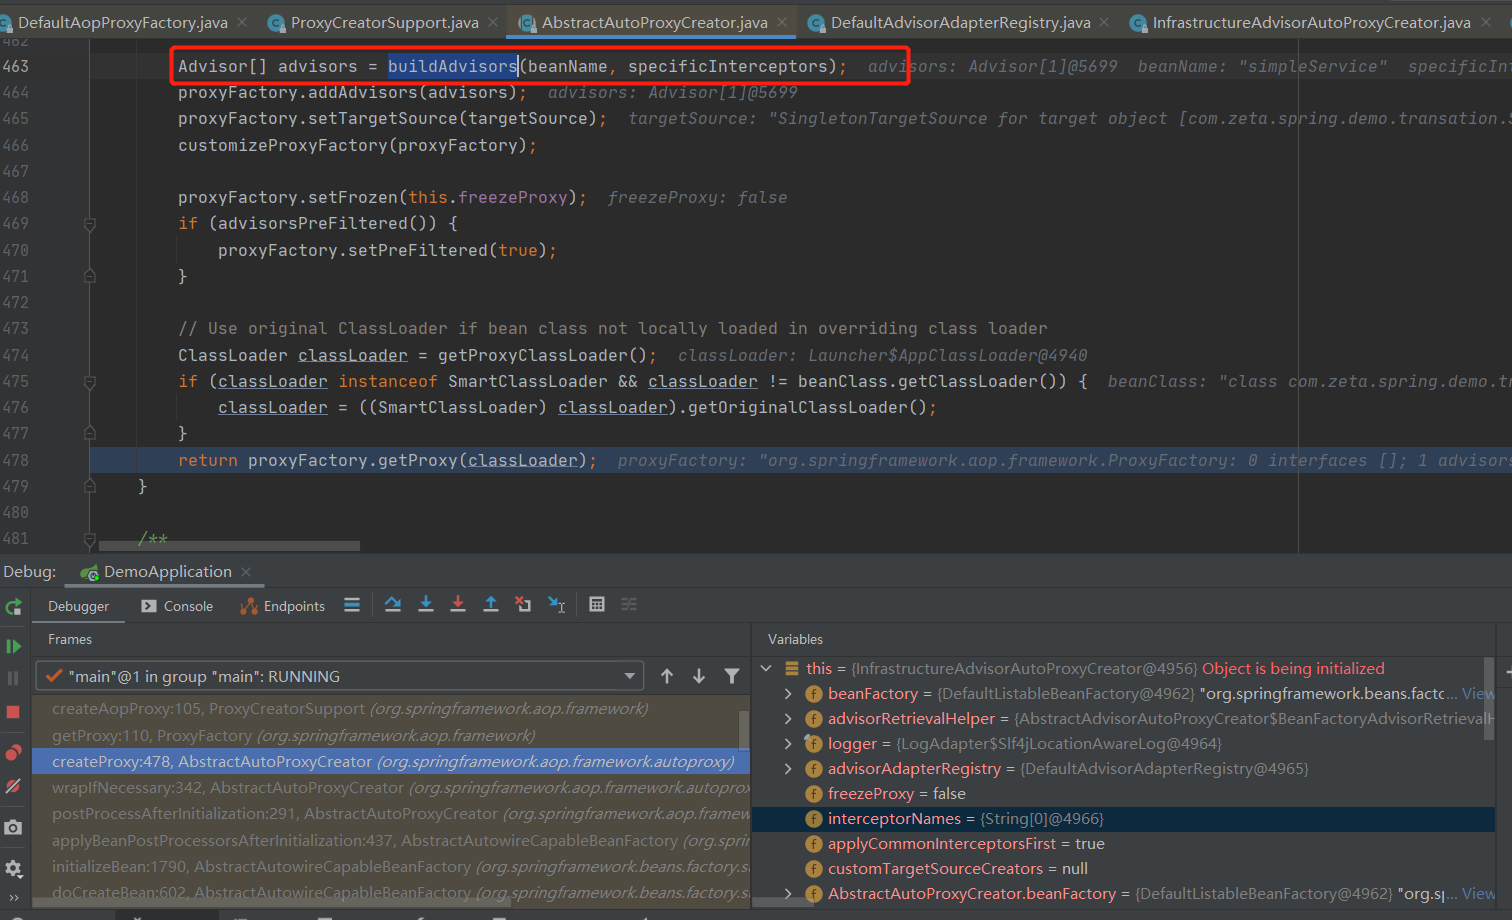 DefaultAopProxyFactory.java × ProxyCreatorSupport.java × AbstractAutoProxyCreator.java × DefaultAdvisorAdapterRegistry.java × InfrastructureAdvisorAutoProxyCreator.java ×
462
463 Advisor[] advisors = buildAdvisors(beanName, specificInterceptors); advisors: Advisor[1]@5699 beanName: "simpleService" specificInt
464 proxyFactory.addAdvisors(advisors); advisors: Advisor[1]@5699
465 proxyFactory.setTargetSource(targetSource); targetSource: "SingletonTargetSource for target object [com.zeta.spring.demo.transation.S
466 customizeProxyFactory(proxyFactory);
467
468 proxyFactory.setFrozen(this.freezeProxy); freezeProxy: false
469 if (advisorsPreFiltered()) {
470 proxyFactory.setPreFiltered(true);
471 }
472
473 // Use original ClassLoader if bean class not locally loaded in overriding class loader
474 ClassLoader classLoader = getProxyClassLoader(); classLoader: Launcher$AppClassLoader@4940
475 if (classLoader instanceof SmartClassLoader && classLoader != beanClass.getClassLoader()) { beanClass: "class com.zeta.spring.demo.tr
476 classLoader = ((SmartClassLoader) classLoader).getOriginalClassLoader();
477 }
478 return proxyFactory.getProxy(classLoader); proxyFactory: "org.springframework.aop.framework.ProxyFactory: 0 interfaces []; 1 advisors
479 }
480
481 /**
Debug: DemoApplication ×
Debugger Console Endpoints
Frames
"main"@1 in group "main": RUNNING
createAopProxy:105, ProxyCreatorSupport (org.springframework.aop.framework)
getProxy:110, ProxyFactory (org.springframework.aop.framework)
createProxy:478, AbstractAutoProxyCreator (org.springframework.aop.framework.autoproxy)
wrapIfNecessary:342, AbstractAutoProxyCreator (org.springframework.aop.framework.autoprox
postProcessAfterInitialization:291, AbstractAutoProxyCreator (org.springframework.aop.framew
applyBeanPostProcessorsAfterInitialization:437, AbstractAutowireCapableBeanFactory (org.sprin
initializeBean:1790, AbstractAutowireCapableBeanFactory (org.springframework.beans.factory.s
doCreateBean:602, AbstractAutowireCapableBeanFactory (org.springframework.beans.factory.su
Variables
this = {InfrastructureAdvisorAutoProxyCreator@4956} Object is being initialized
beanFactory = {DefaultListableBeanFactory@4962} "org.springframework.beans.factc... View
advisorRetrievalHelper = {AbstractAdvisorAutoProxyCreator$BeanFactoryAdvisorRetrievalH
logger = {LogAdapter$Slf4jLocationAwareLog@4964}
advisorAdapterRegistry = {DefaultAdvisorAdapterRegistry@4965}
freezeProxy = false
interceptorNames = {String[0]@4966}
applyCommonInterceptorsFirst = true
customTargetSourceCreators = null
AbstractAutoProxyCreator.beanFactory = {DefaultListableBeanFactory@4962} "org.s... View